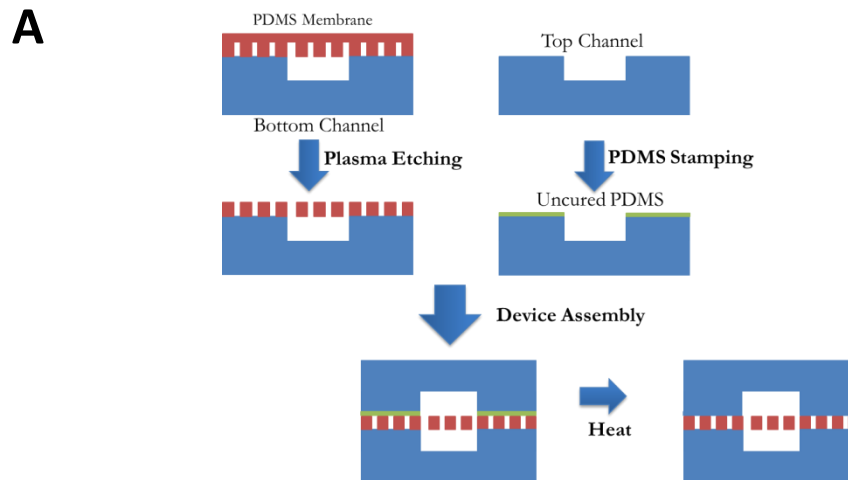 A
PDMS Membrane
Top Channel
Bottom Channel
Plasma Etching
PDMS Stamping
Uncured PDMS
Device Assembly
Heat